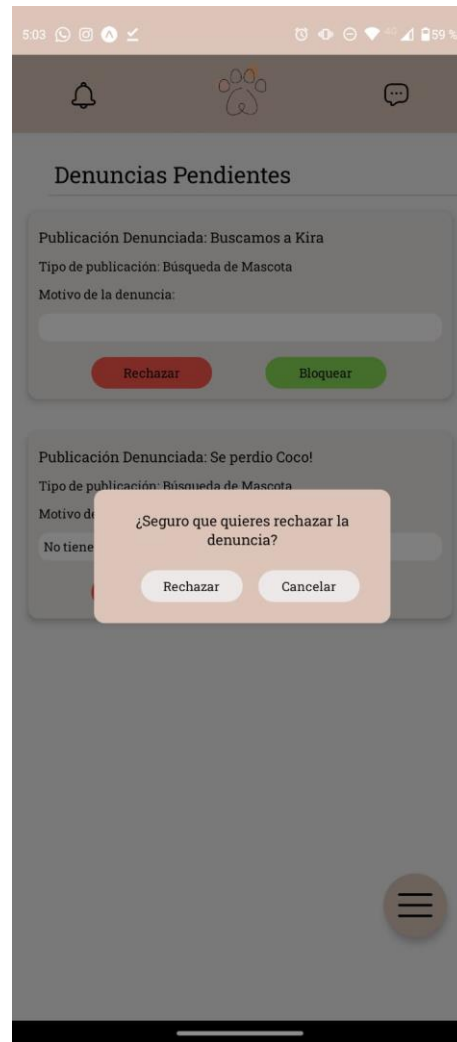 5:03 4G 59 %
Denuncias Pendientes
Publicación Denunciada: Buscamos a Kira
Tipo de publicación: Búsqueda de Mascota
Motivo de la denuncia:
Rechazar Bloquear
Publicación Denunciada: Se perdio Coco!
Tipo de publicación: Búsqueda de Mascota
Motivo de
No tiene
¿Seguro que quieres rechazar la
denuncia?
Rechazar Cancelar